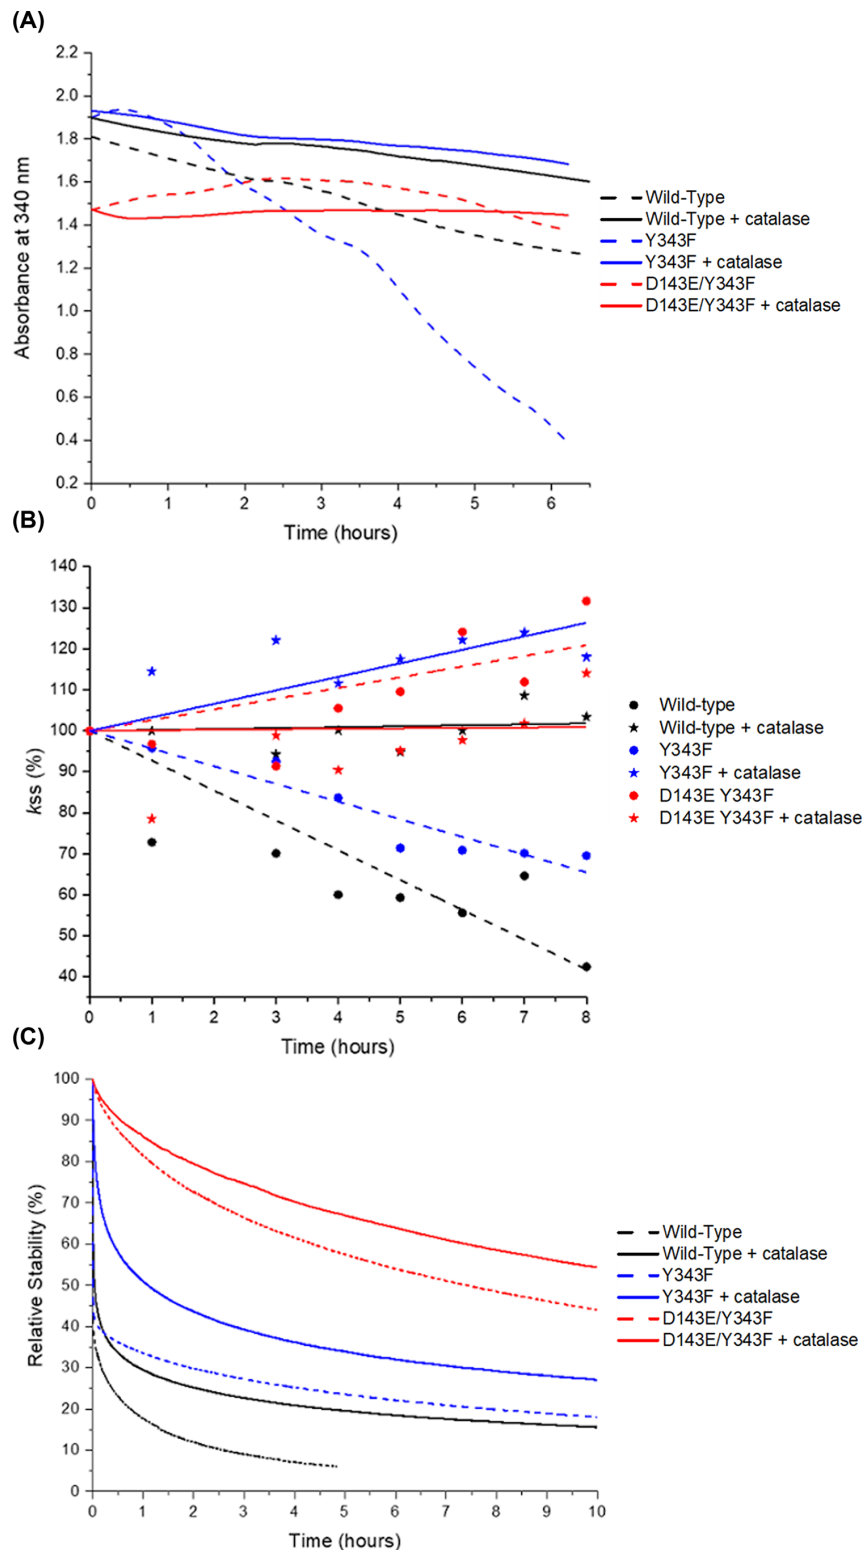 (A)
2.2
2.0
1.8
1.6
1.4
1.2
1.0
0.8
0.6
0.4
0.2
Absorbance at 340 nm
0 1 2 3 4 5 6
Time (hours)
Wild-Type
Wild-Type + catalase
Y343F
Y343F + catalase
D143E/Y343F
D143E/Y343F + catalase
(B)
140
130
120
110
100
90
80
70
60
50
40
kss (%)
0 1 2 3 4 5 6 7 8
Time (hours)
Wild-type
Wild-type + catalase
Y343F
Y343F + catalase
D143E Y343F
D143E Y343F + catalase
(C)
100
90
80
70
60
50
40
30
20
10
0
Relative Stability (%)
0 1 2 3 4 5 6 7 8 9 10
Time (hours)
Wild-Type
Wild-Type + catalase
Y343F
Y343F + catalase
D143E/Y343F
D143E/Y343F + catalase